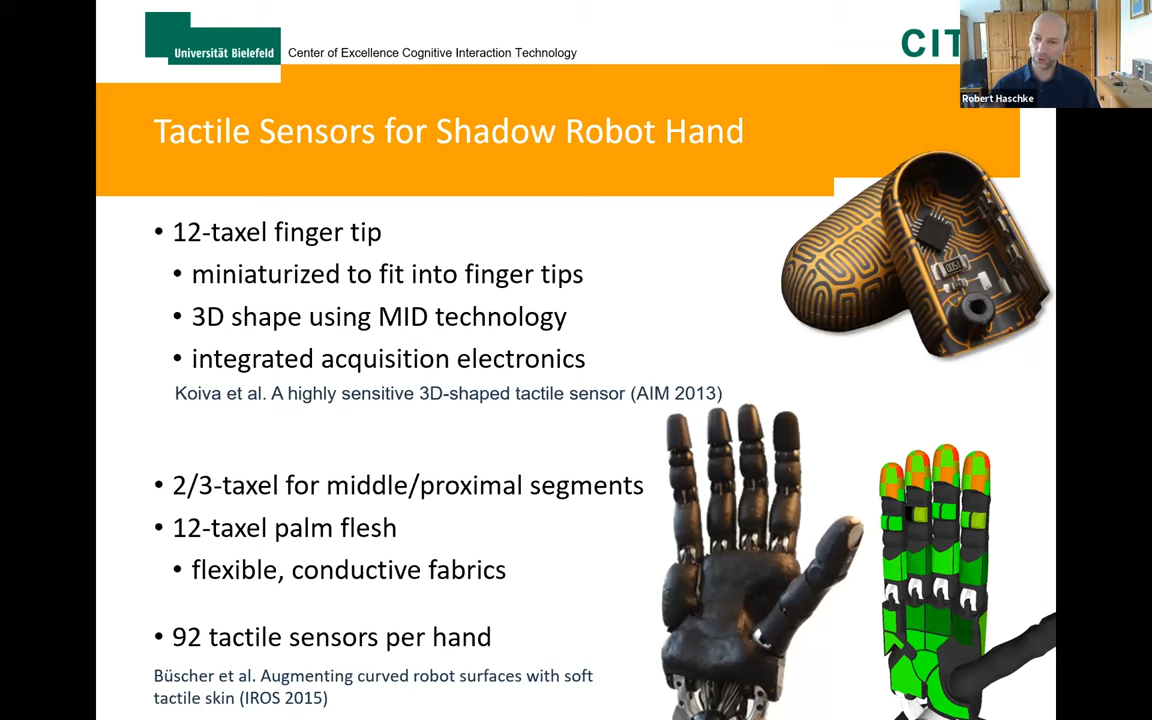 Universität Bielefeld
Center of Excellence Cognitive Interaction Technology
CIT
Robert Haschke
Tactile Sensors for Shadow Robot Hand
• 12-taxel finger tip
• miniaturized to fit into finger tips
• 3D shape using MID technology
• integrated acquisition electronics
Koiva et al. A highly sensitive 3D-shaped tactile sensor (AIM 2013)
• 2/3-taxel for middle/proximal segments
• 12-taxel palm flesh
• flexible, conductive fabrics
• 92 tactile sensors per hand
Büscher et al. Augmenting curved robot surfaces with soft
tactile skin (IROS 2015)